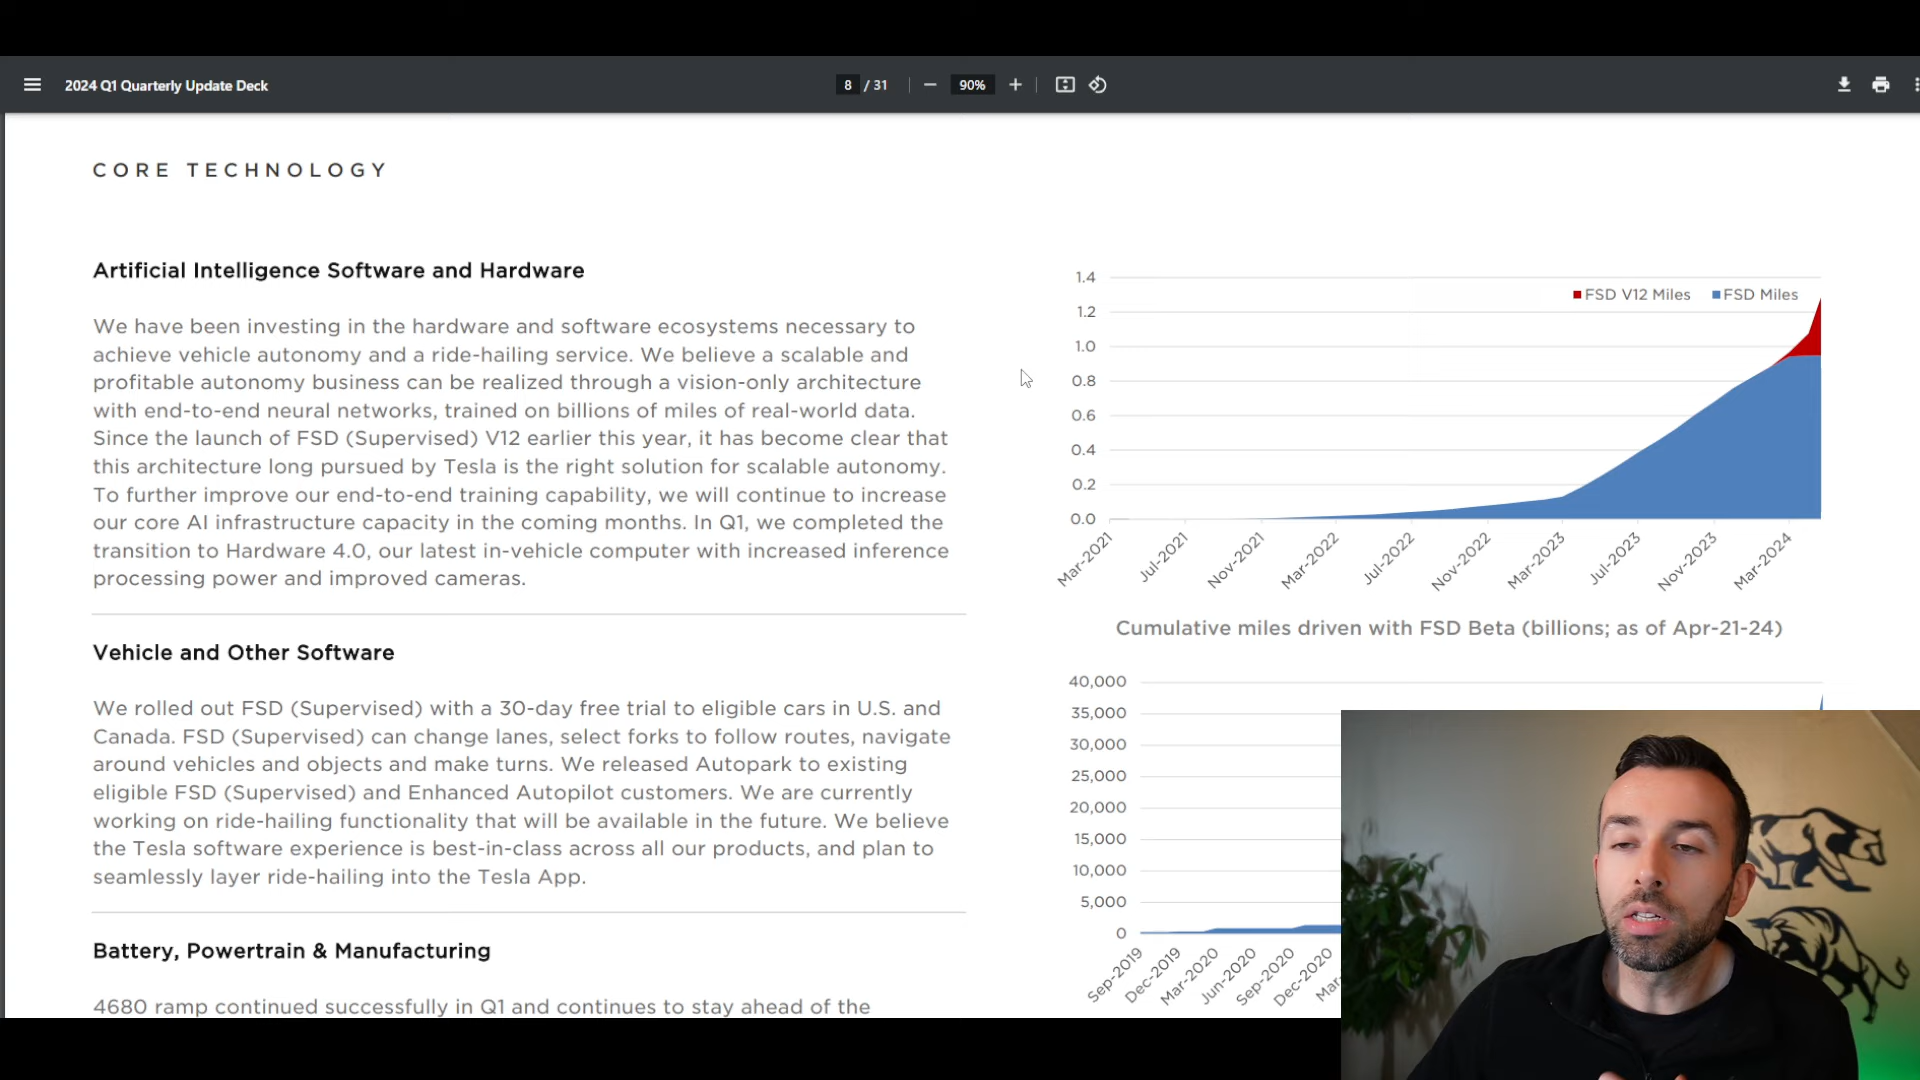 2024 Q1 Quarterly Update Deck
8 / 31
90%
CORE TECHNOLOGY
Artificial Intelligence Software and Hardware
We have been investing in the hardware and software ecosystems necessary to
achieve vehicle autonomy and a ride-hailing service. We believe a scalable and
profitable autonomy business can be realized through a vision-only architecture
with end-to-end neural networks, trained on billions of miles of real-world data.
Since the launch of FSD (Supervised) V12 earlier this year, it has become clear that
this architecture long pursued by Tesla is the right solution for scalable autonomy.
To further improve our end-to-end training capability, we will continue to increase
our core AI infrastructure capacity in the coming months. In Q1, we completed the
transition to Hardware 4.0, our latest in-vehicle computer with increased inference
processing power and improved cameras.
Vehicle and Other Software
We rolled out FSD (Supervised) with a 30-day free trial to eligible cars in U.S. and
Canada. FSD (Supervised) can change lanes, select forks to follow routes, navigate
around vehicles and objects and make turns. We released Autopark to existing
eligible FSD (Supervised) and Enhanced Autopilot customers. We are currently
working on ride-hailing functionality that will be available in the future. We believe
the Tesla software experience is best-in-class across all our products, and plan to
seamlessly layer ride-hailing into the Tesla App.
Battery, Powertrain & Manufacturing
4680 ramp continued successfully in Q1 and continues to stay ahead of the
FSD V12 Miles FSD Miles
1.4
1.2
1.0
0.8
0.6
0.4
0.2
0.0
Mar-2021
Jul-2021
Nov-2021
Mar-2022
Jul-2022
Nov-2022
Mar-2023
Jul-2023
Nov-2023
Mar-2024
Cumulative miles driven with FSD Beta (billions; as of Apr-21-24)
40,000
35,000
30,000
25,000
20,000
15,000
10,000
5,000
0
Sep-2019
Dec-2019
Mar-2020
Jun-2020
Sep-2020
Dec-2020
Mar-